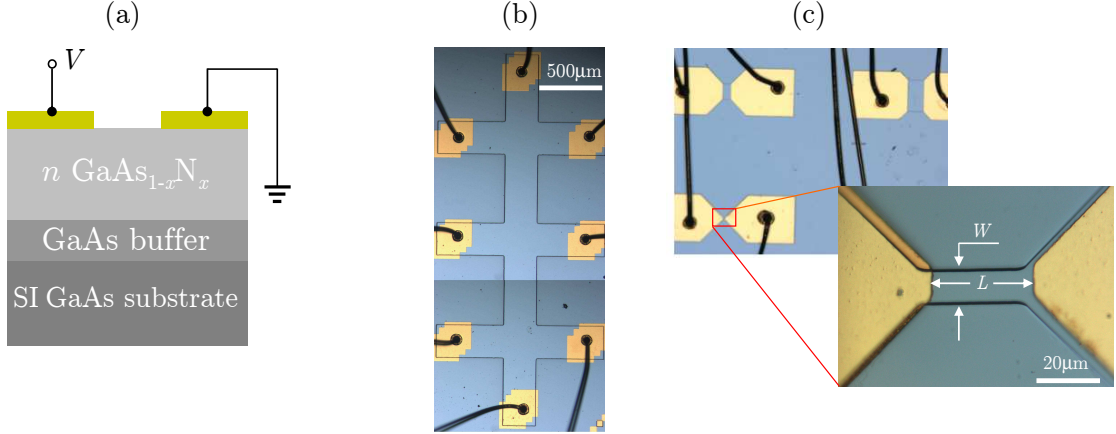 (a)
(b)
(c)
V
n GaAs₁₋ₓNₓ
GaAs buffer
SI GaAs substrate
500μm
W
L
20μm